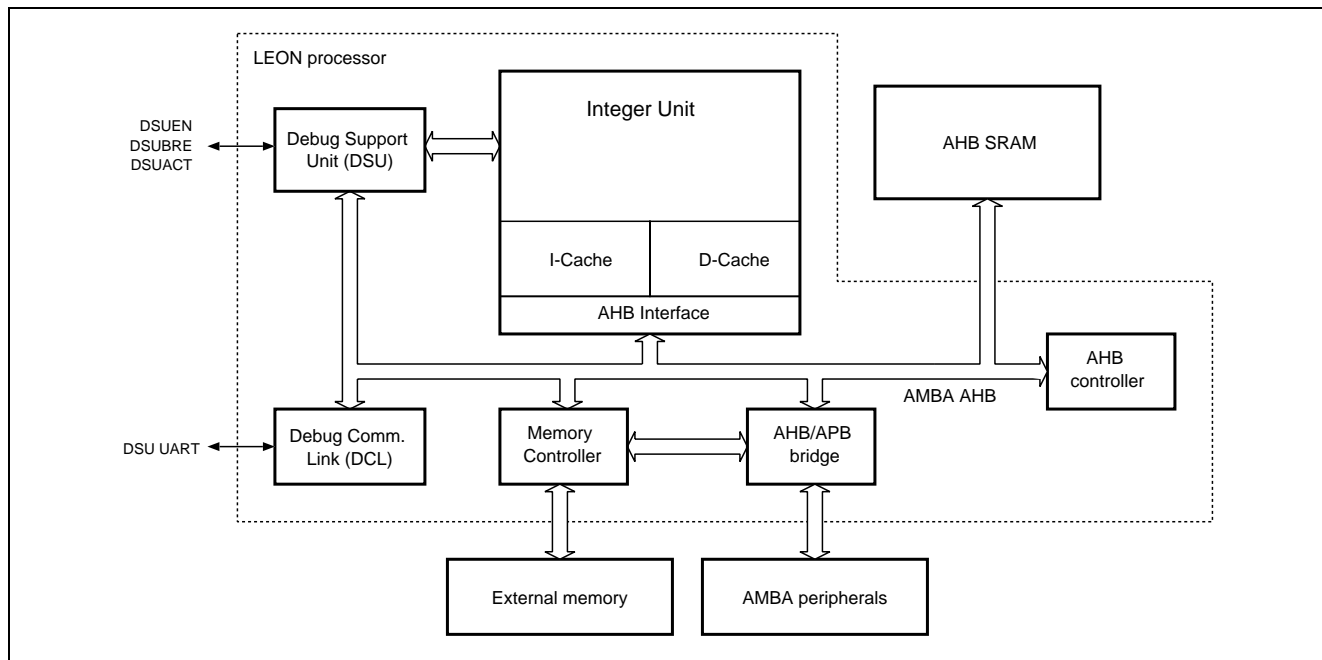 LEON processor
Integer Unit
DSUEN
DSUBRE
DSUACT
Debug Support
Unit (DSU)
AHB SRAM
I-Cache
D-Cache
AHB Interface
AHB
controller
AMBA AHB
DSU UART
Debug Comm.
Link (DCL)
Memory
Controller
AHB/APB
bridge
External memory
AMBA peripherals